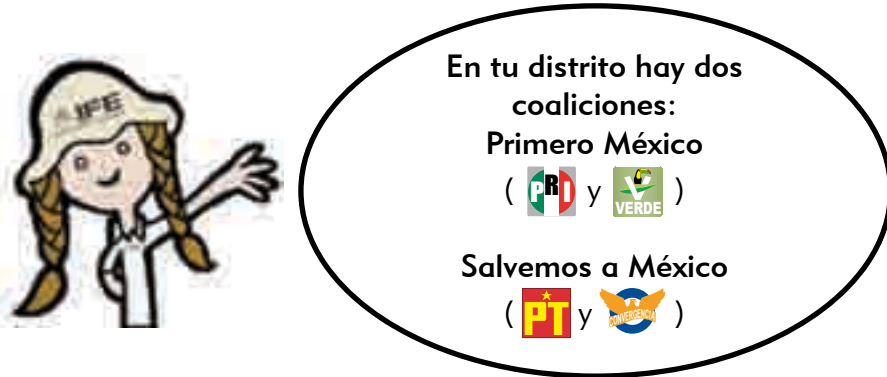 IFE
En tu distrito hay dos
coaliciones:
Primero México
( PRI y VERDE )
Salvemos a México
( PT y CONVERGENCIA )